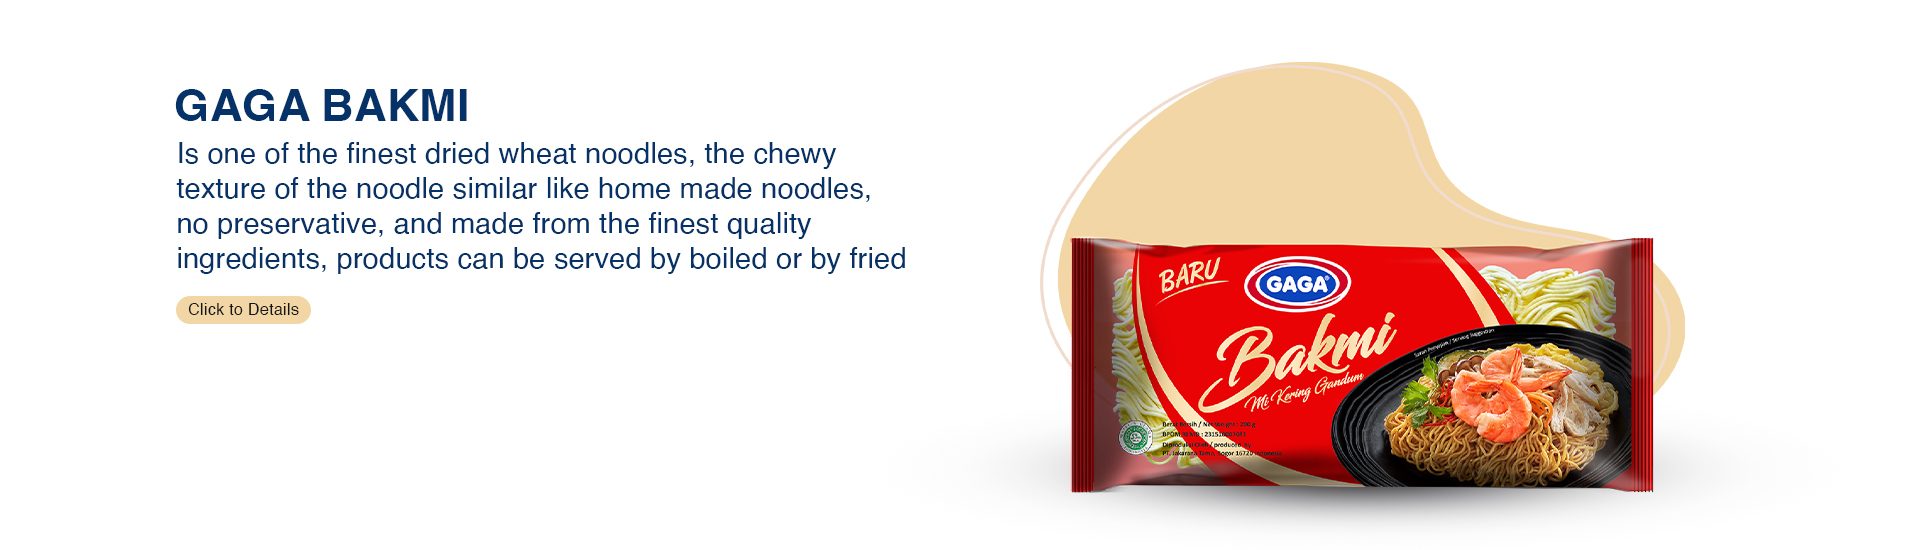 GAGA BAKMI
Is one of the finest dried wheat noodles, the chewy
texture of the noodle similar like home made noodles,
no preservative, and made from the finest quality
ingredients, products can be served by boiled or by fried
Click to Details
BARU
GAGA
Bakmi
Mi Kering Gandum
Saran Penyajian / Serving Suggestion
Berat Bersih / Net weight : 200 g
BPOM RI MD
Diproduksi Oleh / produced by
PT. Jakarana Tama, Bogor 16720 Indonesia